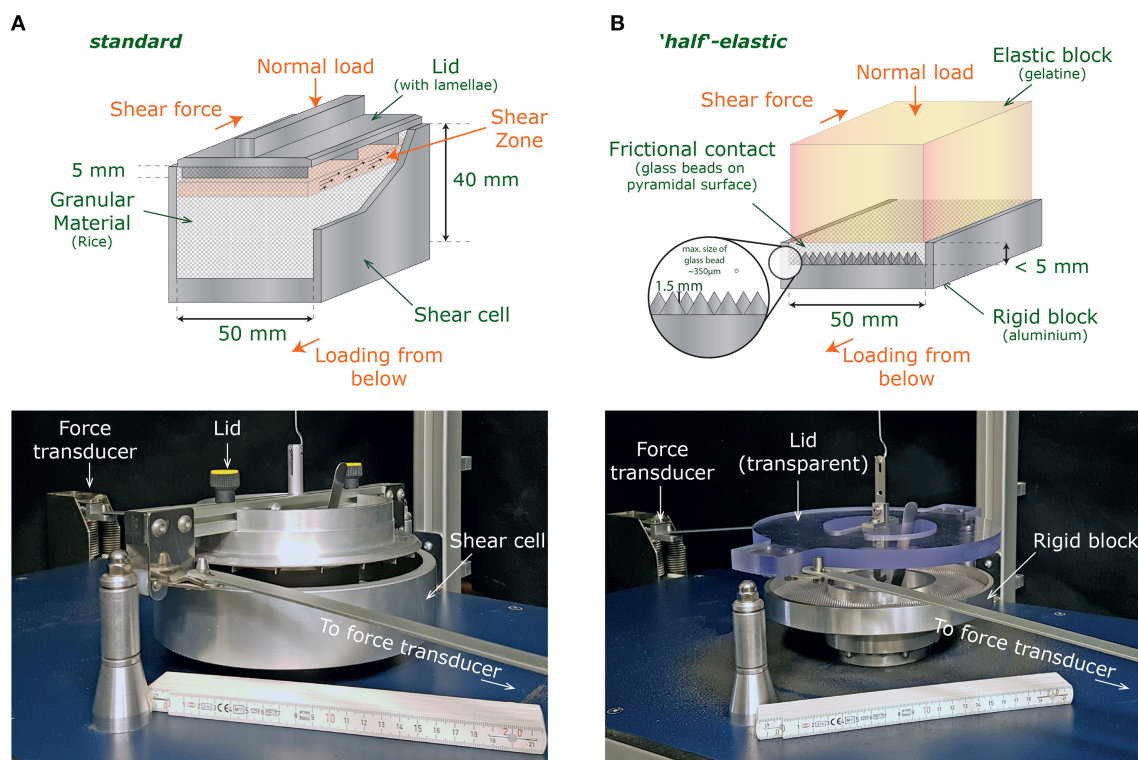 A
standard
Normal load
Lid
(with lamellae)
Shear force
Shear
Zone
5 mm
40 mm
Granular
Material
(Rice)
50 mm
Shear cell
Loading from
below
B
'half'-elastic
Elastic block
(gelatine)
Normal load
Shear force
Frictional contact
(glass beads on
pyramidal surface)
max. size of
glass bead
~350µm
1.5 mm
< 5 mm
50 mm
Rigid block
(aluminium)
Loading from
below
Force
transducer
Lid
Shear cell
To force transducer
10
20
Force
transducer
Lid
(transparent)
Rigid block
To force transducer
10
20